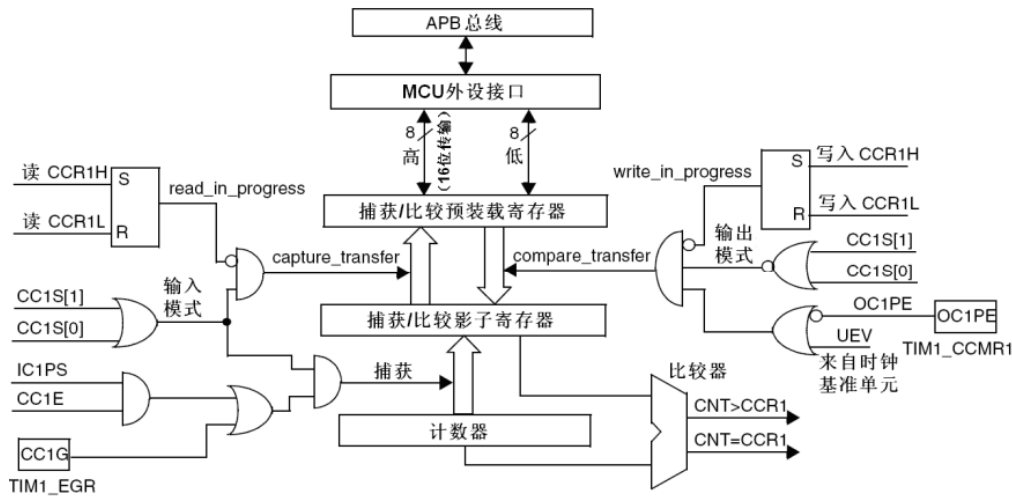 APB 总线
MCU外设接口
8
高
(16位传输)
8
低
读 CCR1H
S
read_in_progress
读 CCR1L
R
write_in_progress
S
写入 CCR1H
R
写入 CCR1L
捕获/比较预装载寄存器
capture_transfer
compare_transfer
输出
模式
CC1S[1]
CC1S[0]
CC1S[1]
输入
模式
CC1S[0]
捕获/比较影子寄存器
OC1PE
OC1PE
UEV
TIM1_CCMR1
来自时钟
基准单元
IC1PS
CC1E
捕获
比较器
CNT>CCR1
计数器
CNT=CCR1
CC1G
TIM1_EGR